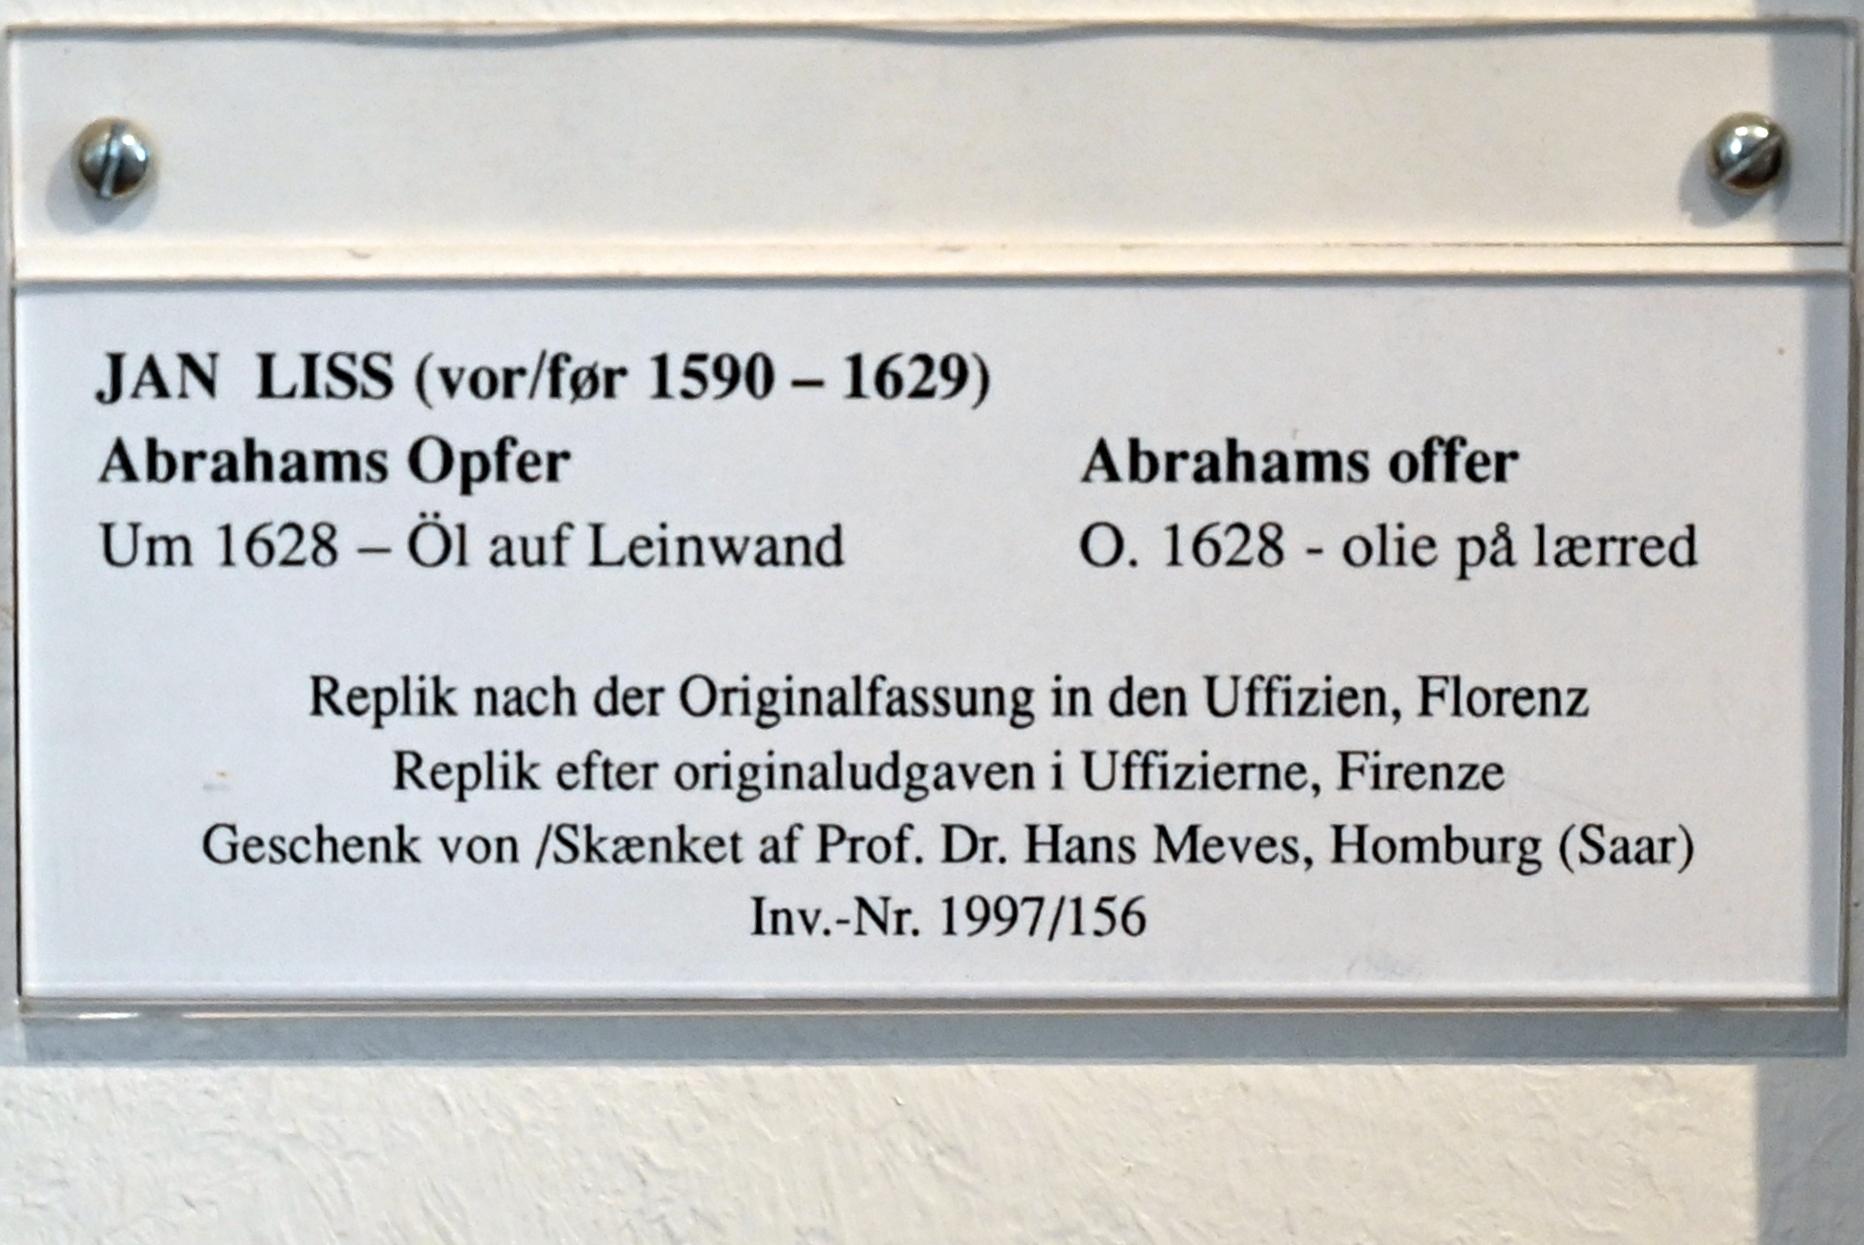 JAN LISS (vor/før 1590 – 1629)
Abrahams Opfer Abrahams offer
Um 1628 – Öl auf Leinwand O. 1628 - olie på lærred
Replik nach der Originalfassung in den Uffizien, Florenz
Replik efter originaludgaven i Uffizierne, Firenze
Geschenk von /Skænket af Prof. Dr. Hans Meves, Homburg (Saar)
Inv.-Nr. 1997/156